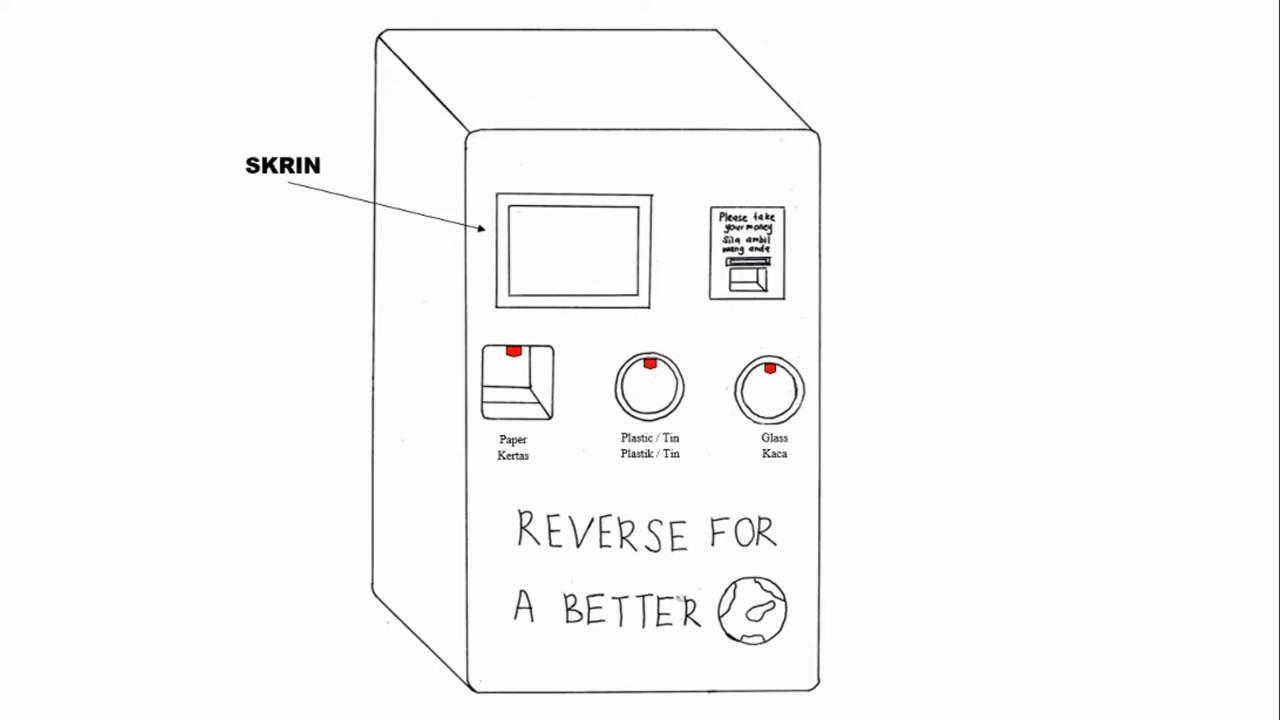 SKRIN
Please take
your money
Sila ambil
wang anda
Paper
Kertas
Plastic / Tin
Plastik / Tin
Glass
Kaca
REVERSE FOR
A BETTER